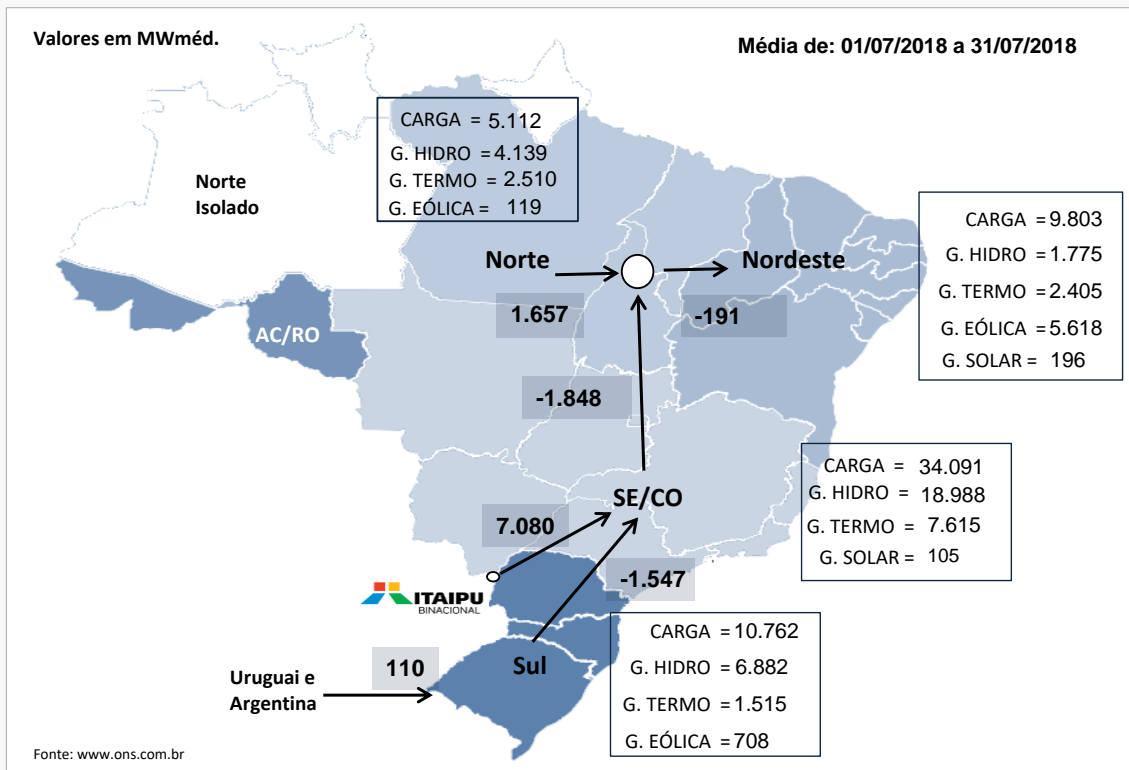 Valores em MWméd.
Média de: 01/07/2018 a 31/07/2018
CARGA = 5.112
G. HIDRO = 4.139
G. TERMO = 2.510
G. EÓLICA = 119
Norte
Isolado
CARGA = 9.803
G. HIDRO = 1.775
G. TERMO = 2.405
G. EÓLICA = 5.618
G. SOLAR = 196
Norte
Nordeste
1.657
-191
AC/RO
-1.848
CARGA = 34.091
G. HIDRO = 18.988
G. TERMO = 7.615
G. SOLAR = 105
SE/CO
7.080
-1.547
ITAIPU
BINACIONAL
CARGA = 10.762
G. HIDRO = 6.882
G. TERMO = 1.515
G. EÓLICA = 708
110
Sul
Uruguai e
Argentina
Fonte: www.ons.com.br